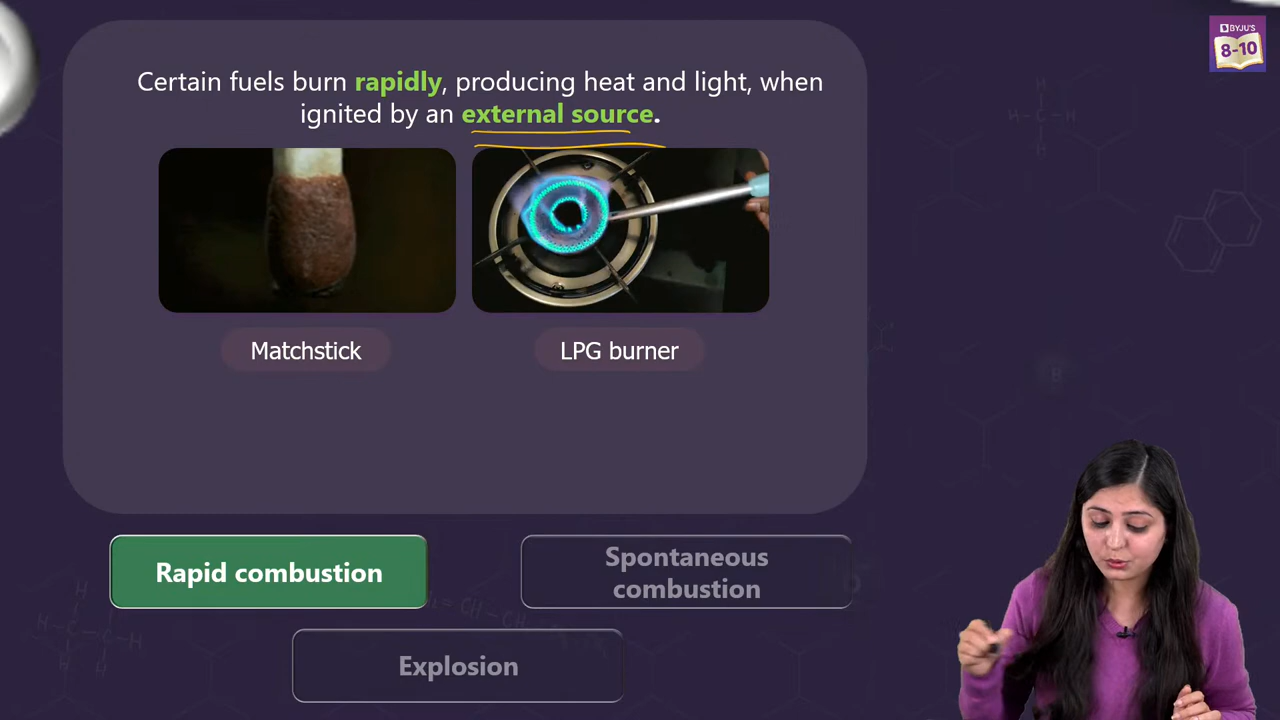 BYJU'S
8-10
Certain fuels burn rapidly, producing heat and light, when
ignited by an external source.
Matchstick
LPG burner
Rapid combustion
Spontaneous
combustion
Explosion